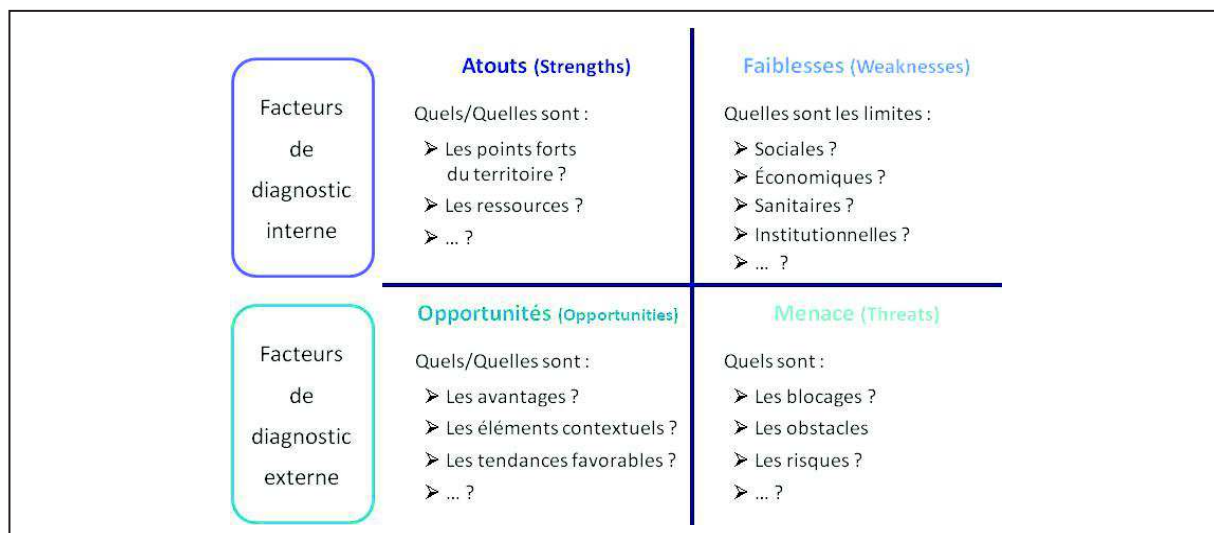 Facteurs
de
diagnostic
interne
Atouts (Strengths)
Quels/Quelles sont :
➢ Les points forts
du territoire ?
➢ Les ressources ?
➢ ... ?
Faiblesses (Weaknesses)
Quelles sont les limites :
➢ Sociales ?
➢ Économiques ?
➢ Sanitaires ?
➢ Institutionnelles ?
➢ ... ?
Facteurs
de
diagnostic
externe
Opportunités (Opportunities)
Quels/Quelles sont :
➢ Les avantages ?
➢ Les éléments contextuels ?
➢ Les tendances favorables ?
➢ ... ?
Menace (Threats)
Quels sont :
➢ Les blocages ?
➢ Les obstacles
➢ Les risques ?
➢ ... ?